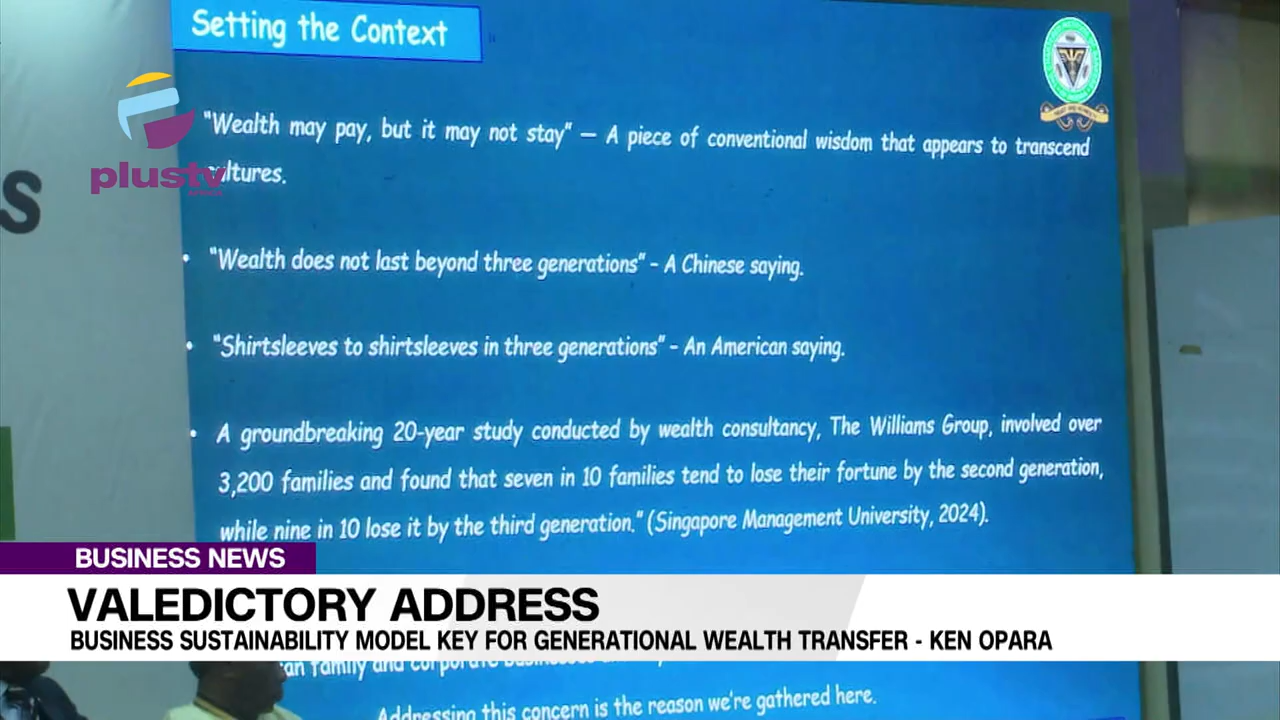 Setting the Context
"Wealth may pay, but it may not stay" – A piece of conventional wisdom that appears to transcend
plustv
S
• "Wealth does not last beyond three generations" - A Chinese saying.
• "Shirtsleeves to shirtsleeves in three generations" - An American saying.
• A groundbreaking 20-year study conducted by wealth consultancy, The Williams Group, involved over
3,200 families and found that seven in 10 families tend to lose their fortune by the second generation,
while nine in 10 lose it by the third generation." (Singapore Management University, 2024).
BUSINESS NEWS
VALEDICTORY ADDRESS
BUSINESS SUSTAINABILITY MODEL KEY FOR GENERATIONAL WEALTH TRANSFER - KEN OPARA
family and corporate
Addressing this concern is the reason we're gathered here.